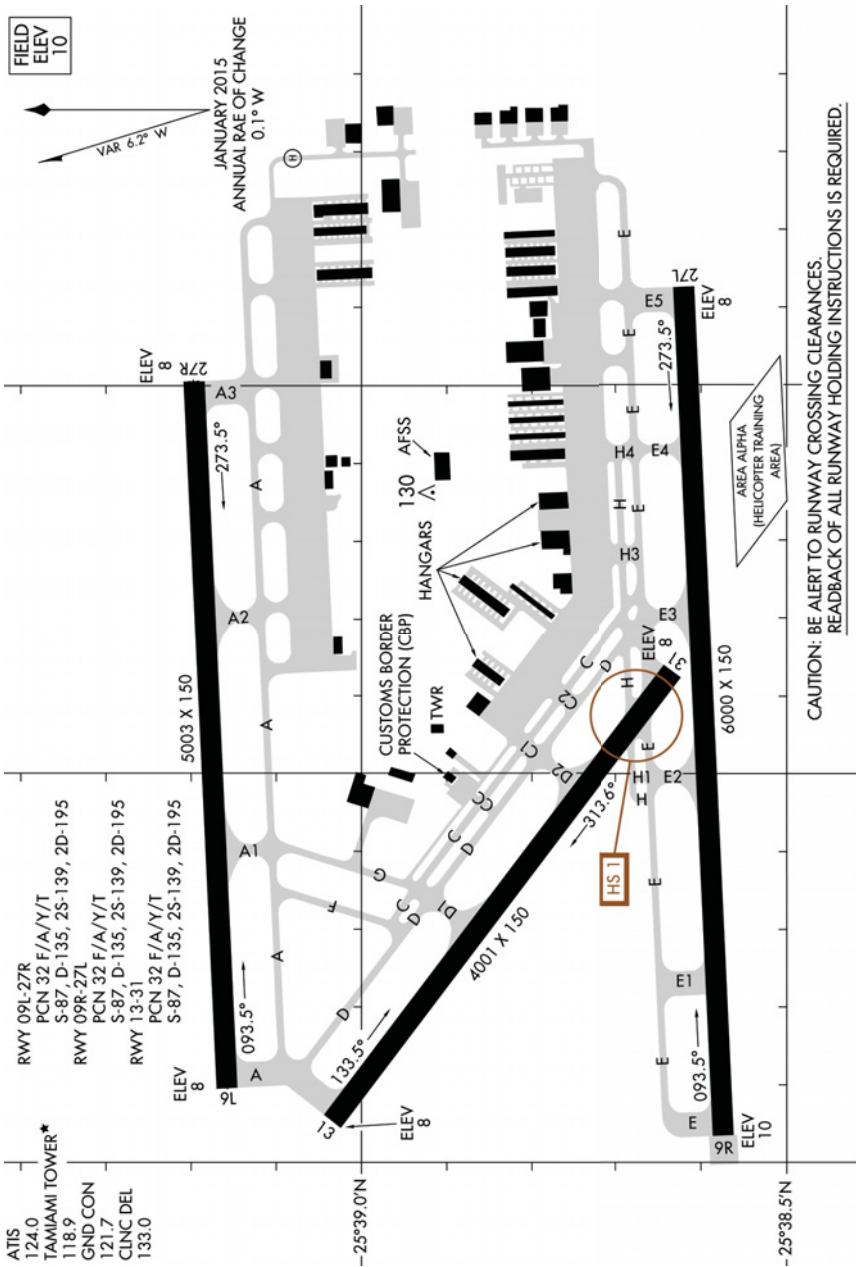 ATIS
124.0
TAMIAMI TOWER★
118.9
GND CON
121.7
CLNC DEL
133.0
RWY 09L-27R
PCN 32 F/A/Y/T
S-87, D-135, 2S-139, 2D-195
RWY 09R-27L
PCN 32 F/A/Y/T
S-87, D-135, 2S-139, 2D-195
RWY 13-31
PCN 32 F/A/Y/T
S-87, D-135, 2S-139, 2D-195
FIELD
ELEV
10
VAR 6.2° W
JANUARY 2015
ANNUAL RAE OF CHANGE
0.1° W
H
ELEV
8
9L
093.5°
A
5003 X 150
A1
A
A
A2
A
A3
273.5°
ELEV
8
27R
F
G
25°39.0'N
13
ELEV
8
133.5°
D
C
D
D1
C
D
CC
C1
C2
C
D
D2
4001 X 150
313.6°
31
ELEV
8
CUSTOMS BORDER
PROTECTION (CBP)
TWR
HANGARS
130
AFSS
HS 1
H
H1
H
H3
H
H4
E
E
E1
E
E2
E
E3
E
E4
E
E
E5
E
9R
ELEV
10
093.5°
6000 X 150
273.5°
27L
ELEV
8
AREA ALPHA
(HELICOPTER TRAINING
AREA)
25°38.5'N
CAUTION: BE ALERT TO RUNWAY CROSSING CLEARANCES.
READBACK OF ALL RUNWAY HOLDING INSTRUCTIONS IS REQUIRED.